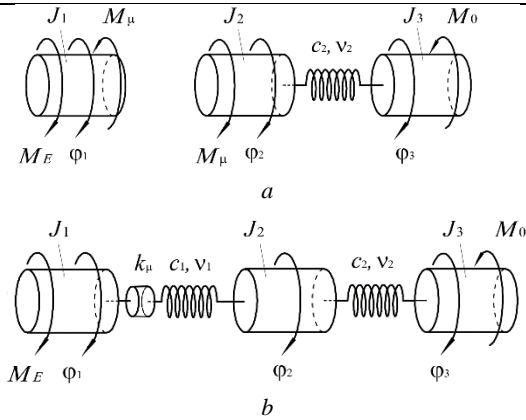 J₁ Mμ J₂ J₃ M₀
c₂, ν₂
ME φ₁ Mμ φ₂ φ₃
a
J₁ J₂ J₃ M₀
kμ c₁, ν₁ c₂, ν₂
ME φ₁ φ₂ φ₃
b